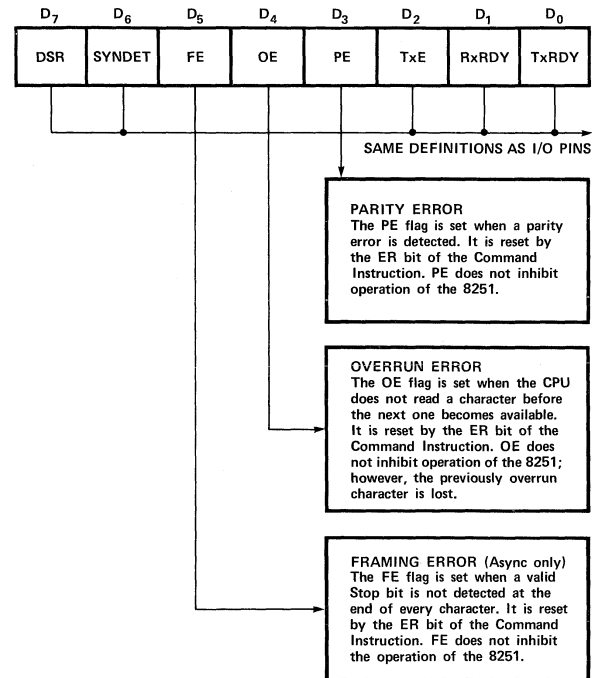 D7 D6 D5 D4 D3 D2 D1 D0
DSR SYNDET FE OE PE TxE RxRDY TxRDY
SAME DEFINITIONS AS I/O PINS
PARITY ERROR
The PE flag is set when a parity
error is detected. It is reset by
the ER bit of the Command
Instruction. PE does not inhibit
operation of the 8251.
OVERRUN ERROR
The OE flag is set when the CPU
does not read a character before
the next one becomes available.
It is reset by the ER bit of the
Command Instruction. OE does
not inhibit operation of the 8251;
however, the previously overrun
character is lost.
FRAMING ERROR (Async only)
The FE flag is set when a valid
Stop bit is not detected at the
end of every character. It is reset
by the ER bit of the Command
Instruction. FE does not inhibit
the operation of the 8251.